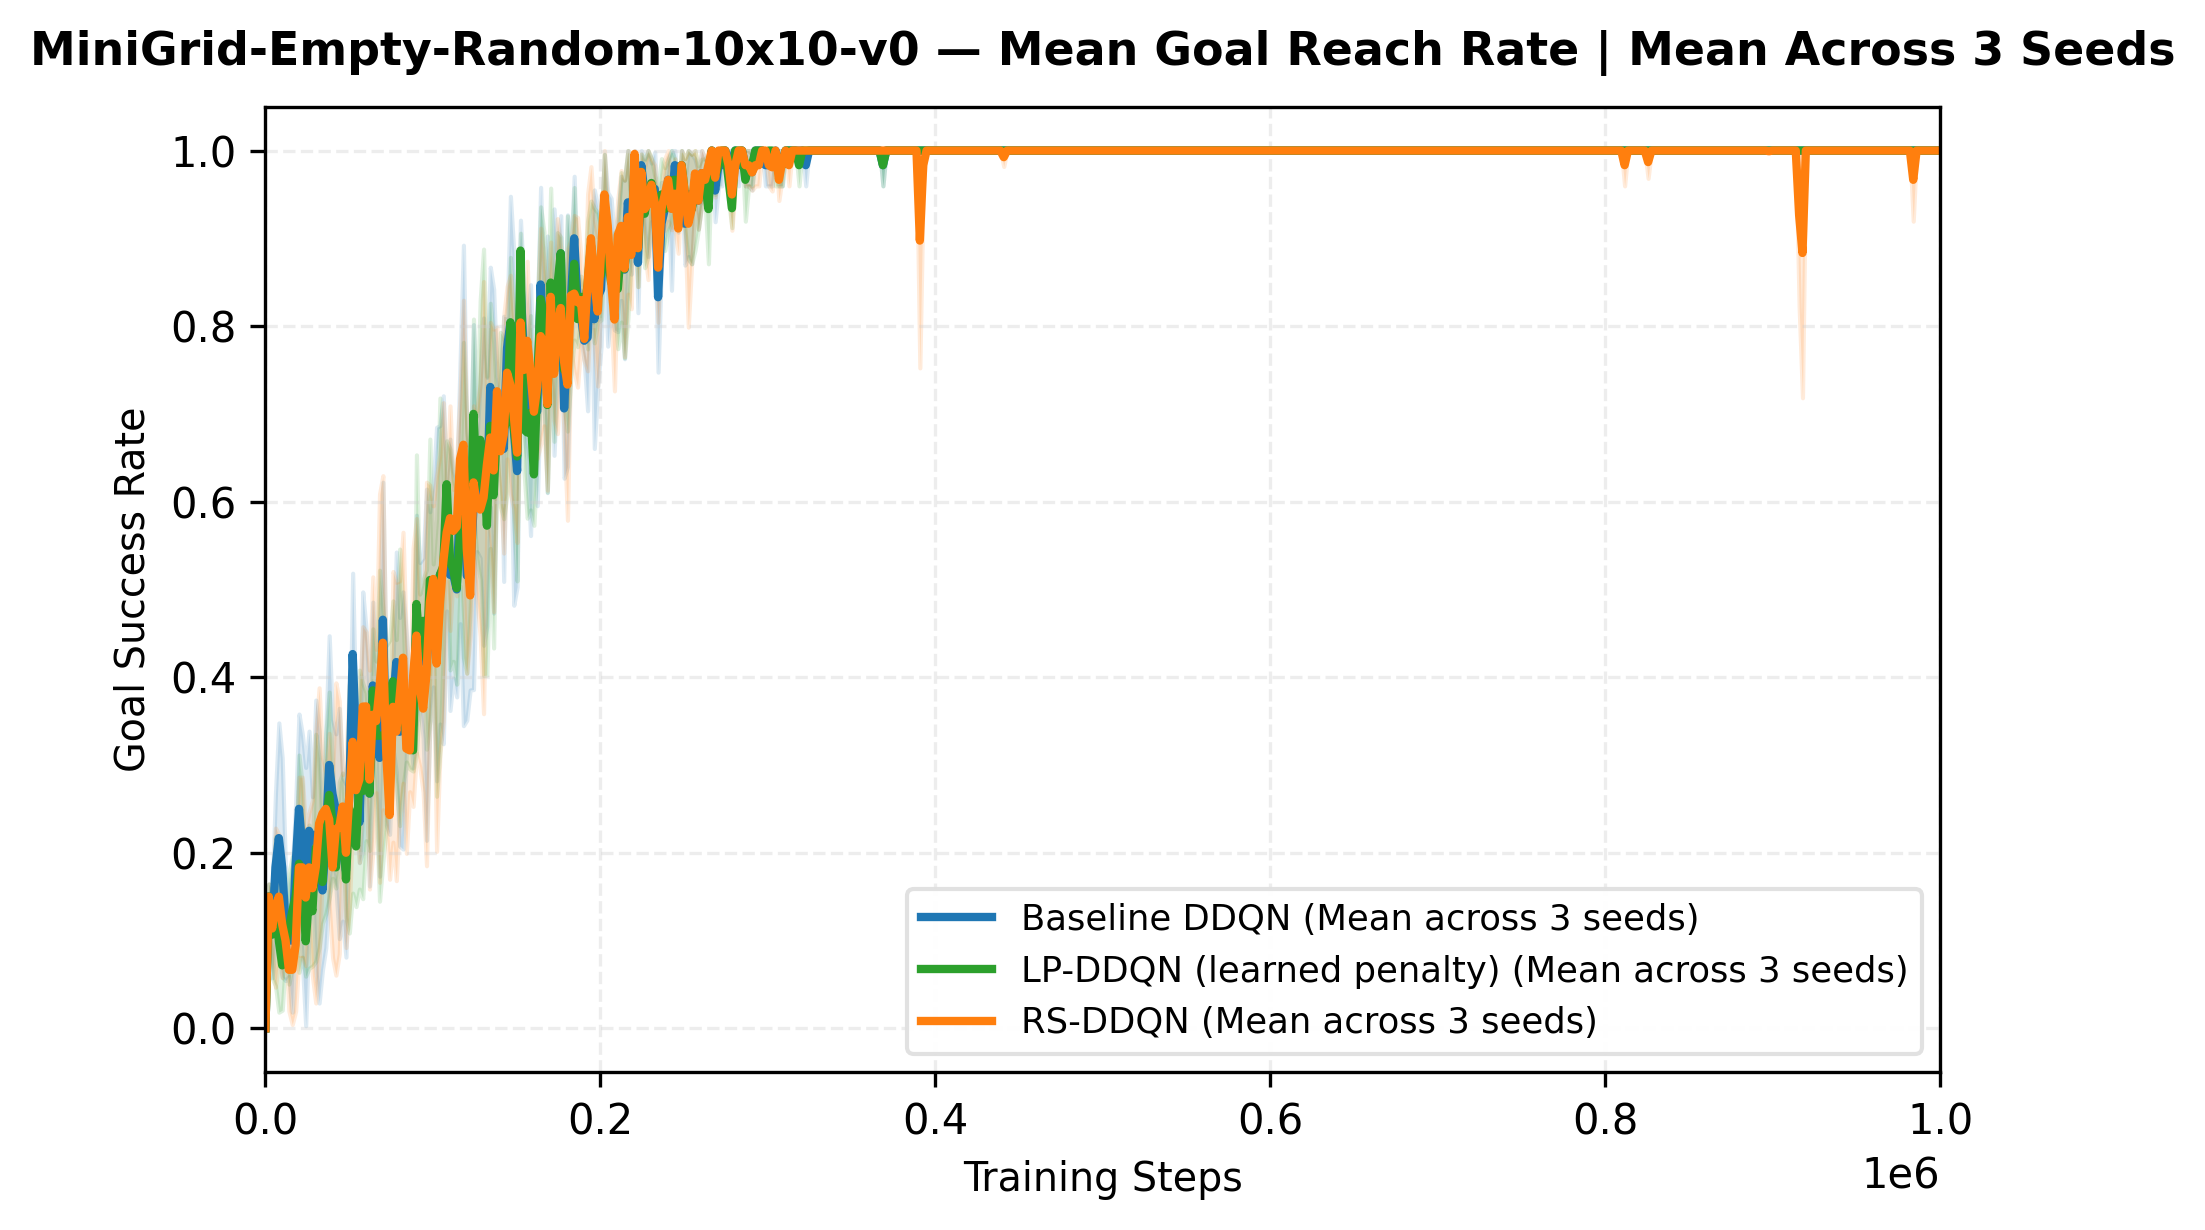 MiniGrid-Empty-Random-10x10-v0 — Mean Goal Reach Rate | Mean Across 3 Seeds
1.0
0.8
0.6
0.4
0.2
0.0
Goal Success Rate
Baseline DDQN (Mean across 3 seeds)
LP-DDQN (learned penalty) (Mean across 3 seeds)
RS-DDQN (Mean across 3 seeds)
0.0 0.2 0.4 0.6 0.8 1.0
Training Steps
1e6